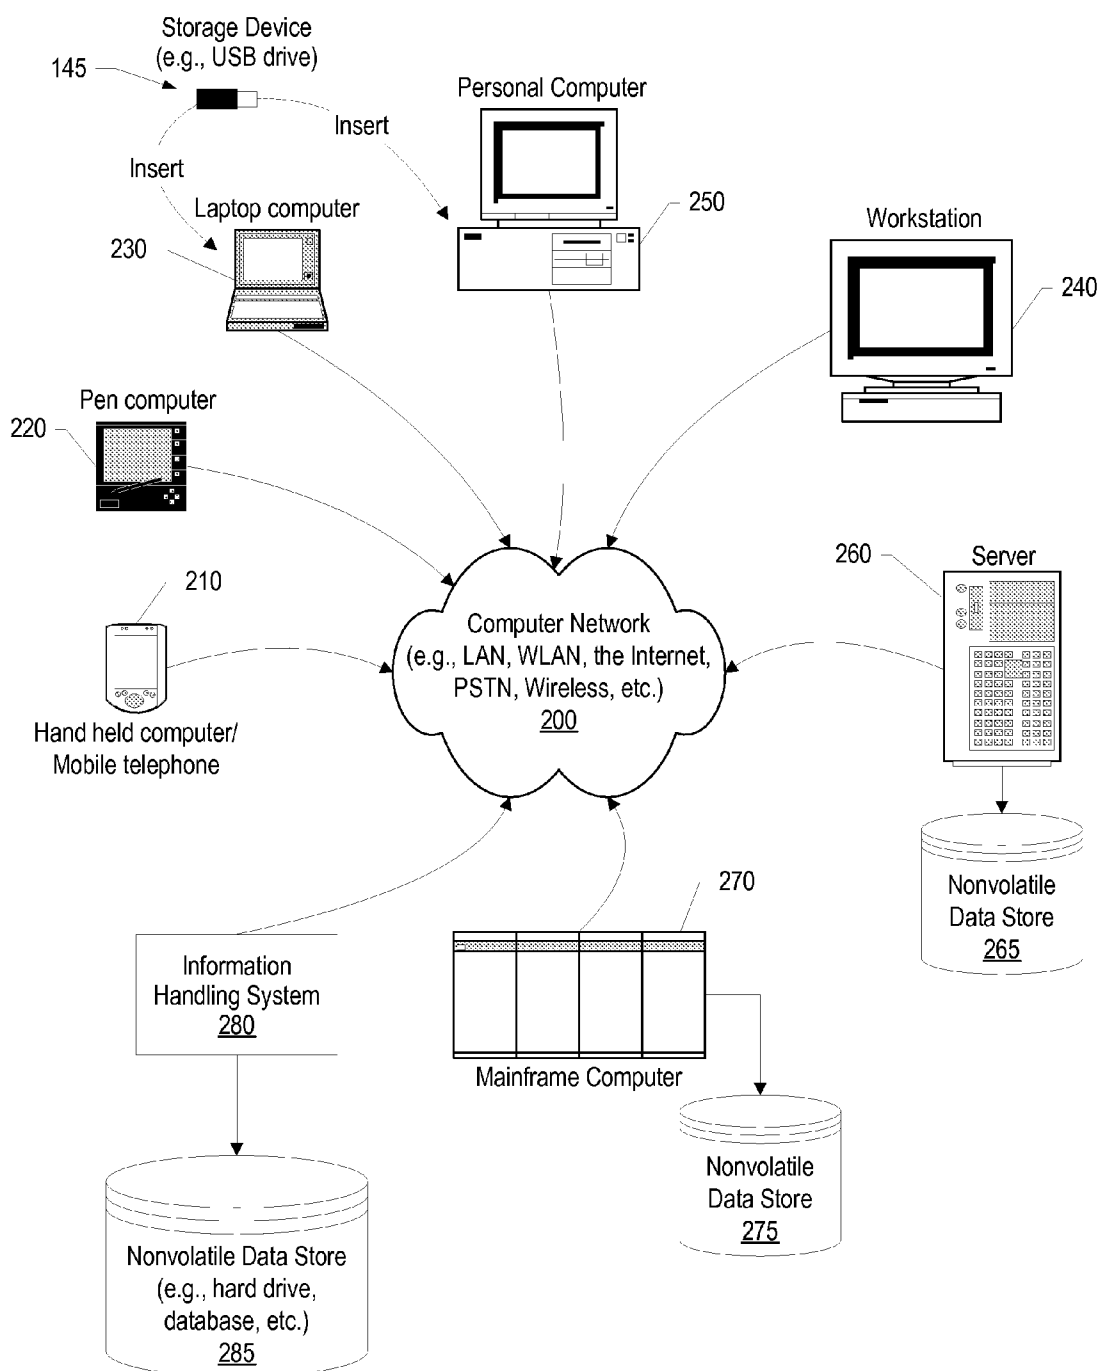 Storage Device
(e.g., USB drive)
145
Personal Computer
Insert
Insert
Laptop computer
250
Workstation
230
240
Pen computer
220
260
Server
210
Computer Network
(e.g., LAN, WLAN, the Internet,
PSTN, Wireless, etc.)
200
Hand held computer/
Mobile telephone
270
Nonvolatile
Data Store
265
Information
Handling System
280
Mainframe Computer
Nonvolatile
Data Store
275
Nonvolatile Data Store
(e.g., hard drive,
database, etc.)
285